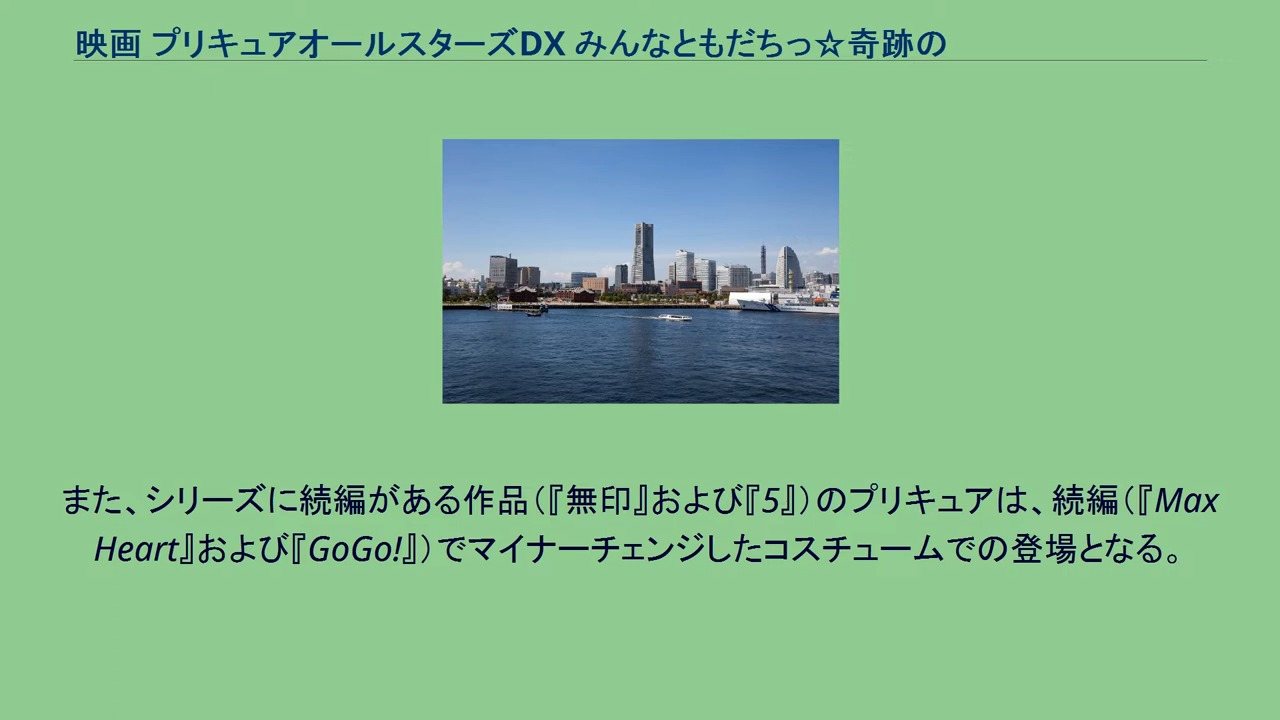 映画 プリキュアオールスターズDX みんなともだちっ☆奇跡の
また、シリーズに続編がある作品（『無印』および『5』）のプリキュアは、続編（『Max
Heart』および『GoGo!』）でマイナーチェンジしたコスチュームでの登場となる。